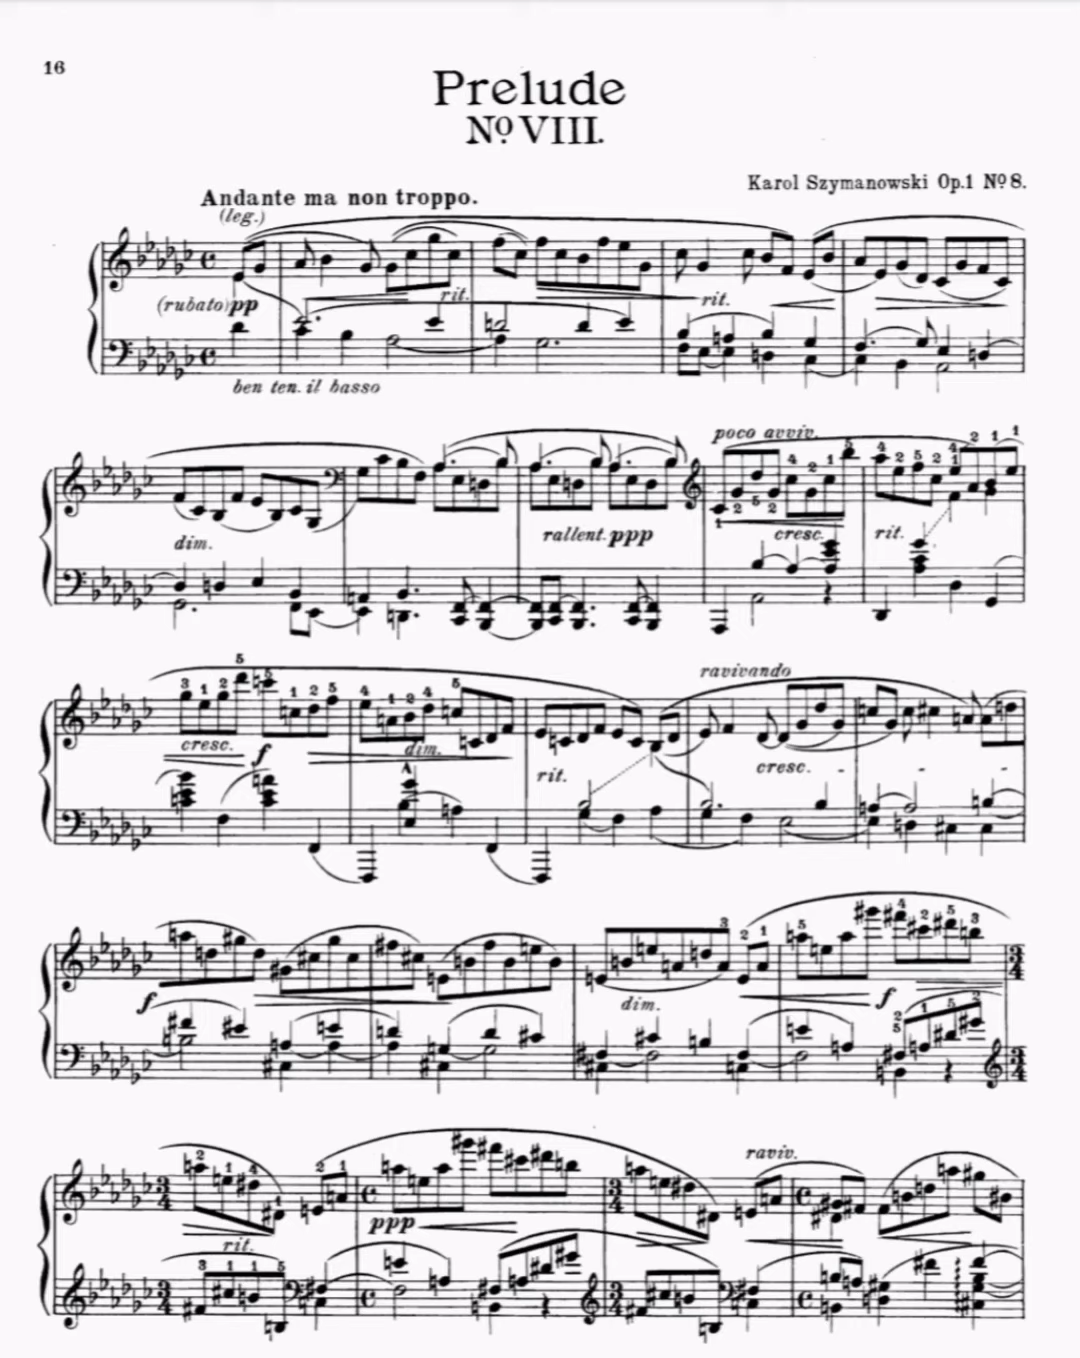 16
Prelude
No VIII.
Karol Szymanowski Op.1 No 8.
Andante ma non troppo.
(leg.)
(rubato) pp
rit.
rit.
ben ten. il basso
poco avviv.
dim.
rallent. ppp
cresc.
rit.
ravivando
cresc.
f
dim.
rit.
cresc. - - -
f
dim.
f
raviv.
rit.
ppp